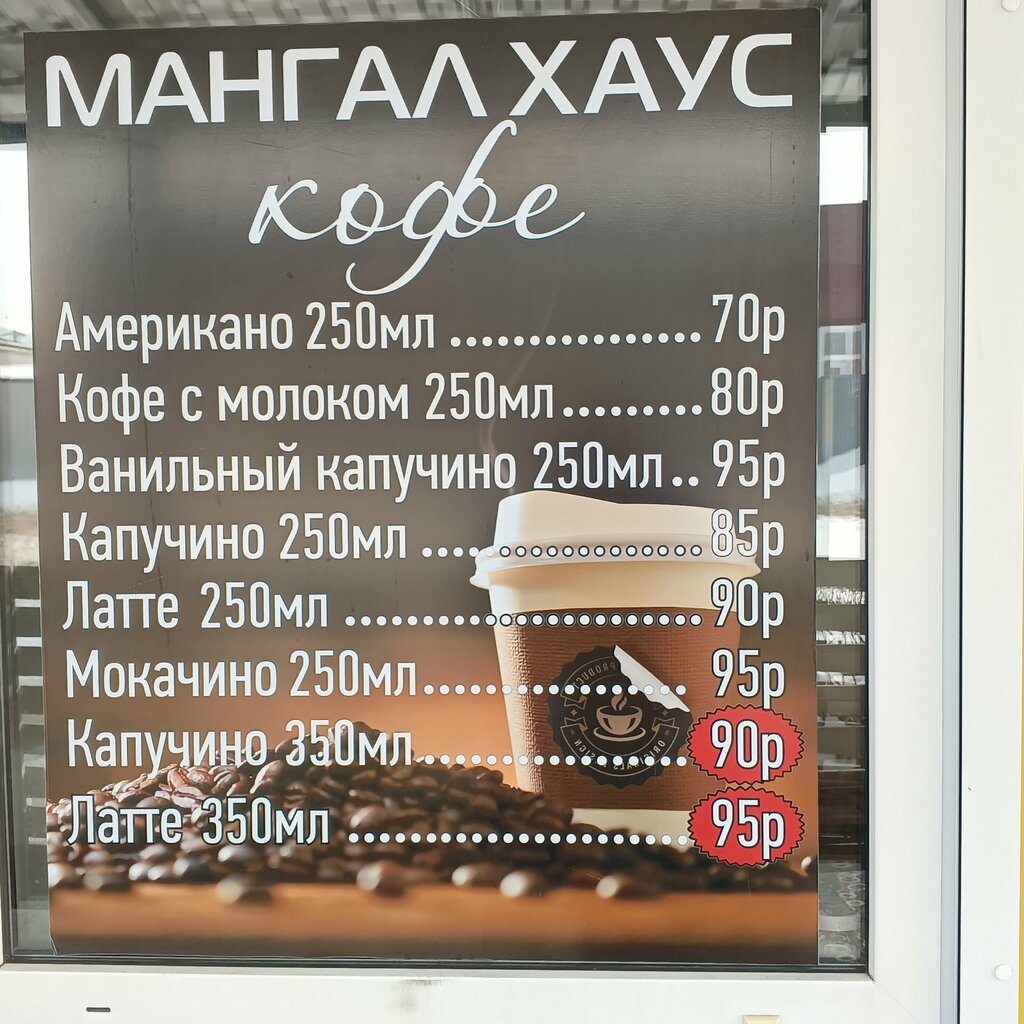 МАНГАЛ ХАУС
кофе
Американо 250мл ..................... 70р
Кофе с молоком 250мл......... 80р
Ванильный капучино 250мл.. 95р
Капучино 250мл ........................ 85р
Латте 250мл .............................. 90р
Мокачино 250мл...................... 95р
Капучино 350мл...................... 90р
Латте 350мл ............................. 95р